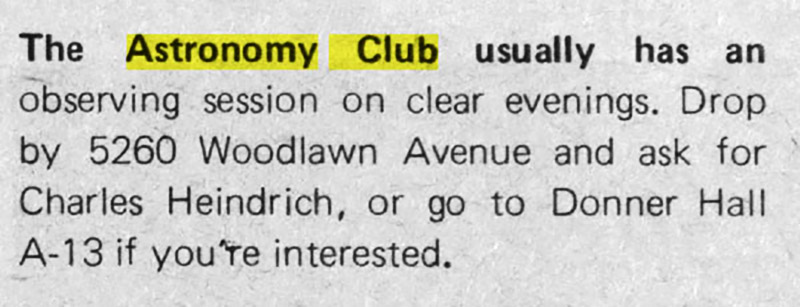 The Astronomy Club usually has an
observing session on clear evenings. Drop
by 5260 Woodlawn Avenue and ask for
Charles Heindrich, or go to Donner Hall
A-13 if you're interested.